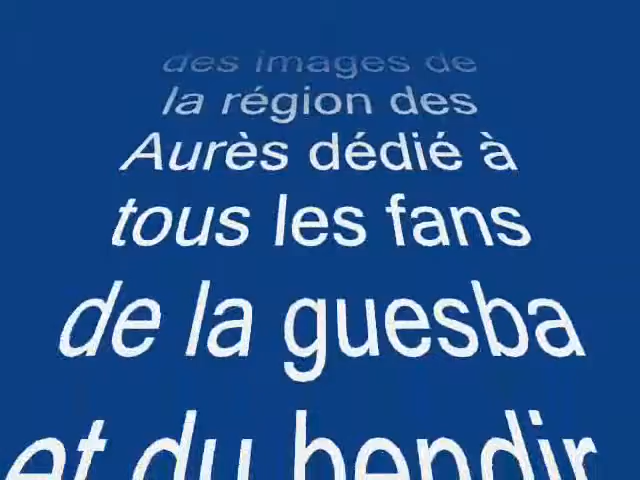 des images de
la région des
Aurès dédié à
tous les fans
de la guesba
et du bendir